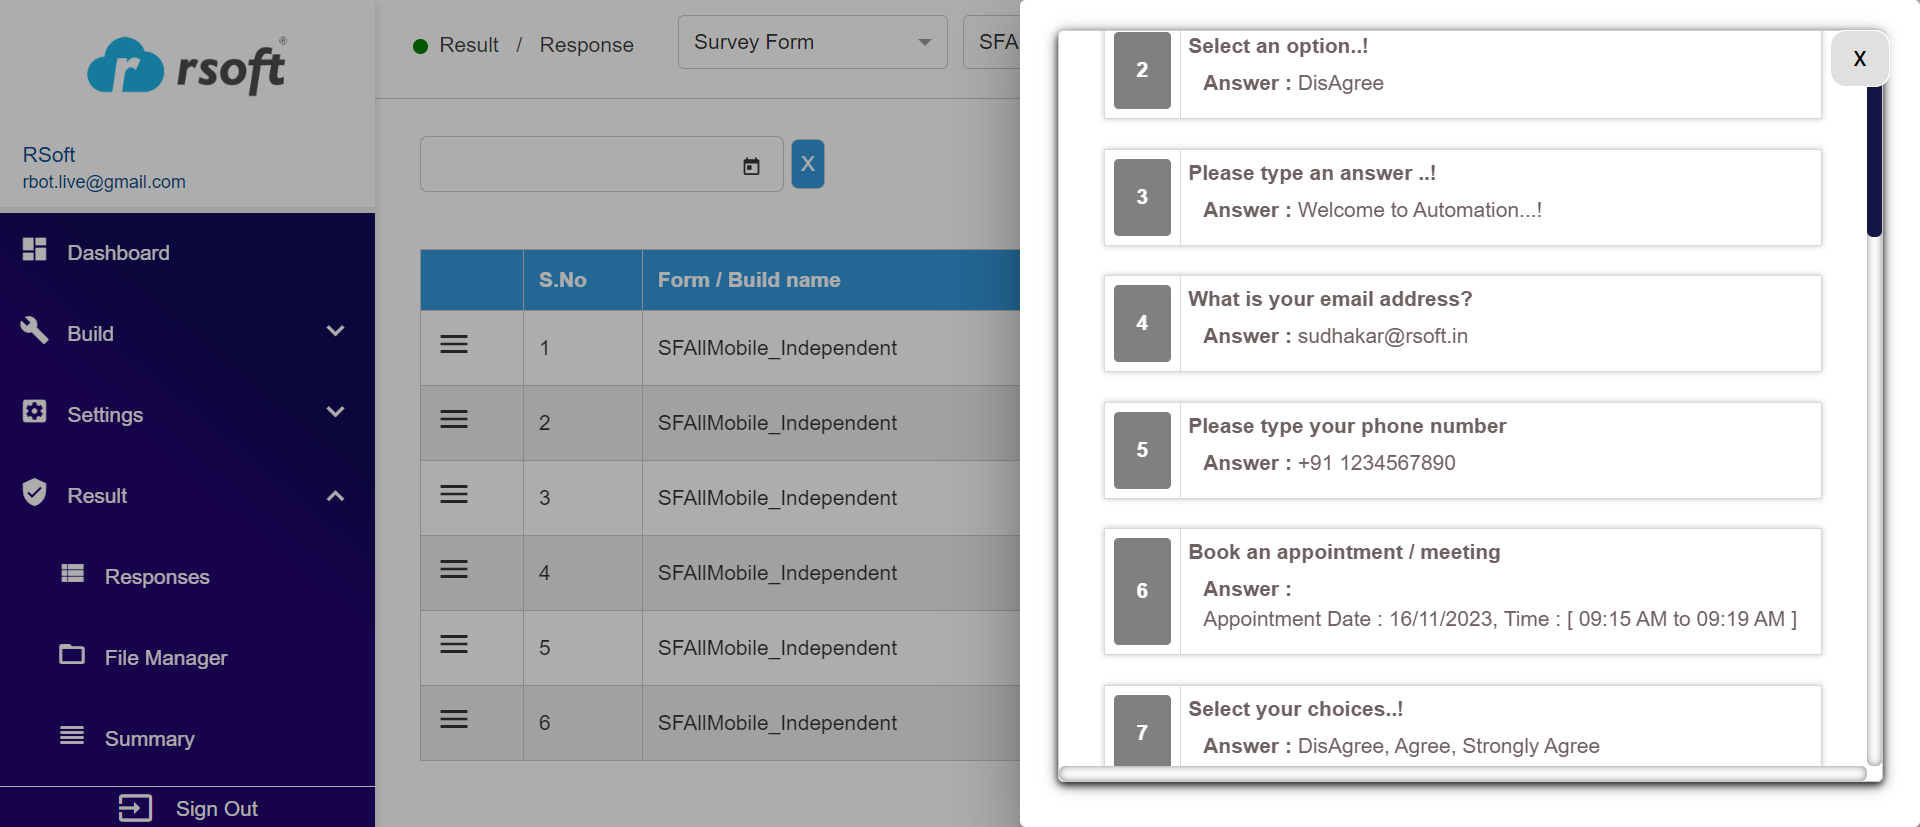 rsoft®
RSoft
rbot.live@gmail.com
Dashboard
Build
Settings
Result
Responses
File Manager
Summary
Sign Out
Result / Response
Survey Form
SFA
X
S.No Form / Build name
1 SFAllMobile_Independent
2 SFAllMobile_Independent
3 SFAllMobile_Independent
4 SFAllMobile_Independent
5 SFAllMobile_Independent
6 SFAllMobile_Independent
X
2 Select an option..!
Answer : DisAgree
3 Please type an answer ..!
Answer : Welcome to Automation...!
4 What is your email address?
Answer : sudhakar@rsoft.in
5 Please type your phone number
Answer : +91 1234567890
6 Book an appointment / meeting
Answer :
Appointment Date : 16/11/2023, Time : [ 09:15 AM to 09:19 AM ]
7 Select your choices..!
Answer : DisAgree, Agree, Strongly Agree